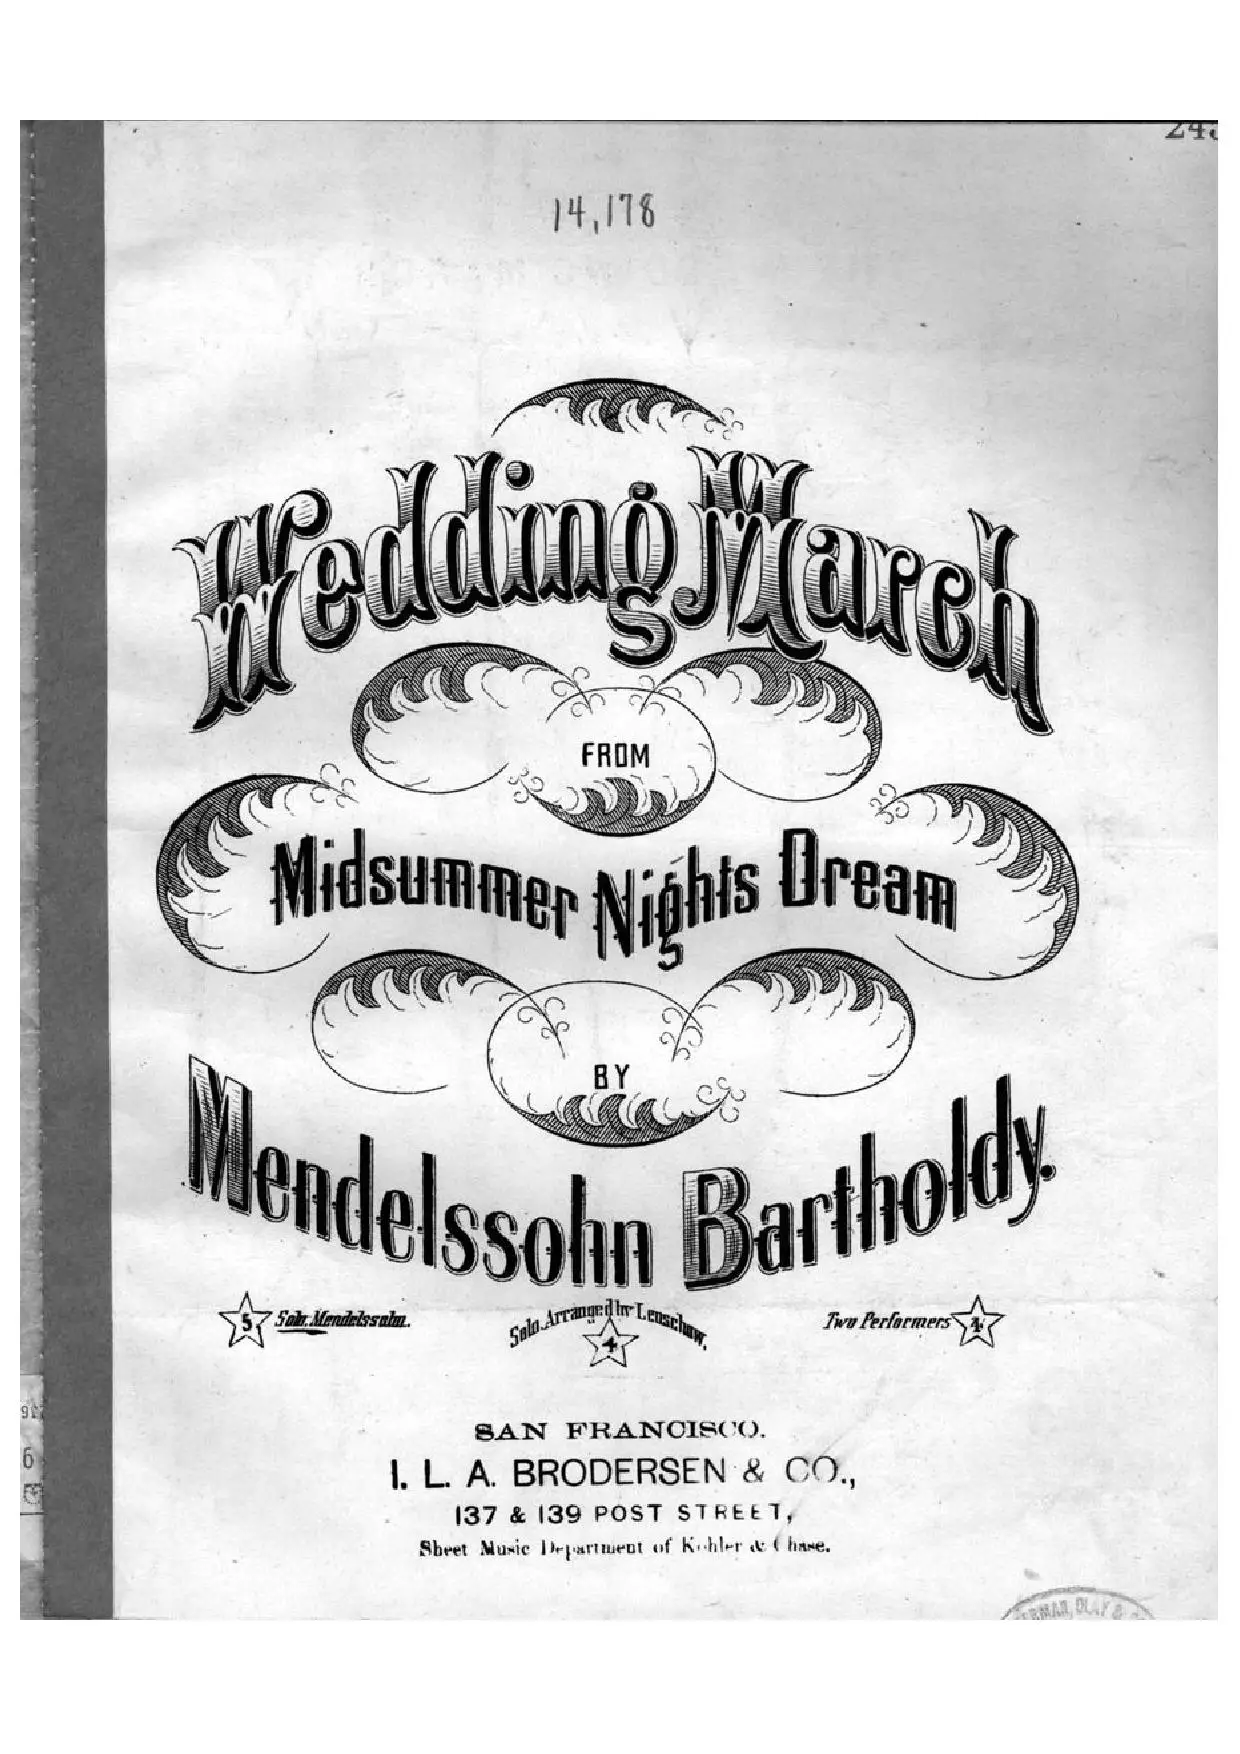 14,178
Wedding March
FROM
Midsummer Nights Dream
BY
Mendelssohn Bartholdy.
5 Solo. Mendelssohn.
Solo. Arranged by Lenschow. 4
Two Performers 4
SAN FRANCISCO.
I. L. A. BRODERSEN & CO.,
137 & 139 POST STREET,
Sheet Music Department of Kohler & Chase.
CLAY &